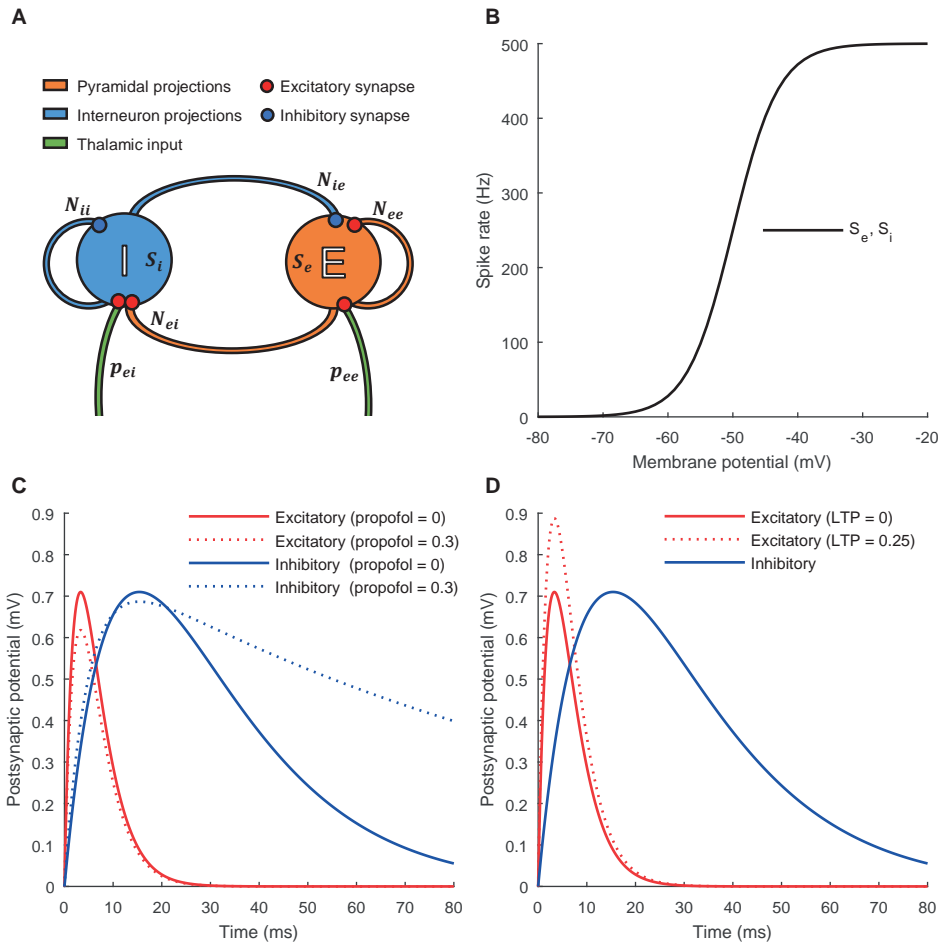 A
Pyramidal projections
Interneuron projections
Thalamic input
Excitatory synapse
Inhibitory synapse
N_ii
N_ie
N_ee
I
S_i
S_e
E
N_ei
p_ei
p_ee
B
500
400
300
200
100
0
Spike rate (Hz)
S_e, S_i
-80 -70 -60 -50 -40 -30 -20
Membrane potential (mV)
C
Excitatory (propofol = 0)
Excitatory (propofol = 0.3)
Inhibitory (propofol = 0)
Inhibitory (propofol = 0.3)
0.9
0.8
0.7
0.6
0.5
0.4
0.3
0.2
0.1
0
Postsynaptic potential (mV)
0 10 20 30 40 50 60 70 80
Time (ms)
D
Excitatory (LTP = 0)
Excitatory (LTP = 0.25)
Inhibitory
0.9
0.8
0.7
0.6
0.5
0.4
0.3
0.2
0.1
0
Postsynaptic potential (mV)
0 10 20 30 40 50 60 70 80
Time (ms)